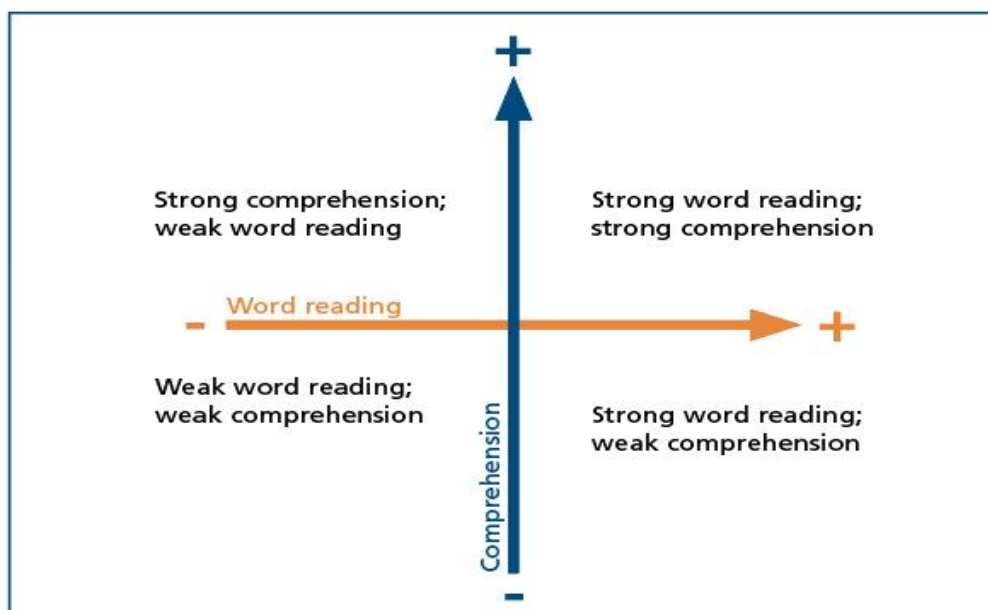 +
Strong comprehension;
weak word reading
Strong word reading;
strong comprehension
Word reading
-
+
Weak word reading;
weak comprehension
Strong word reading;
weak comprehension
Comprehension
-